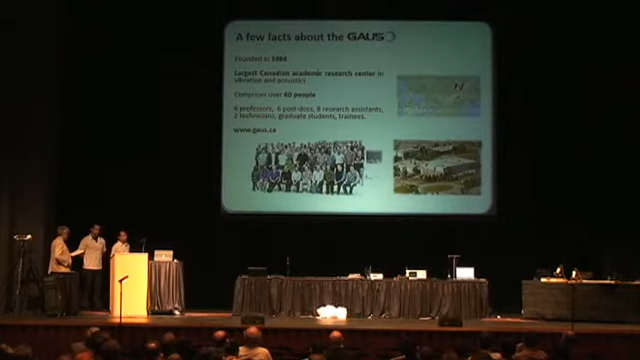 A few facts about the GAUS
Founded in 1984
Largest Canadian academic research center in
vibration and acoustics
Comprises over 60 people
6 professors, 6 post-docs, 8 research assistants,
2 technicians, graduate students, trainees.
www.gaus.ca